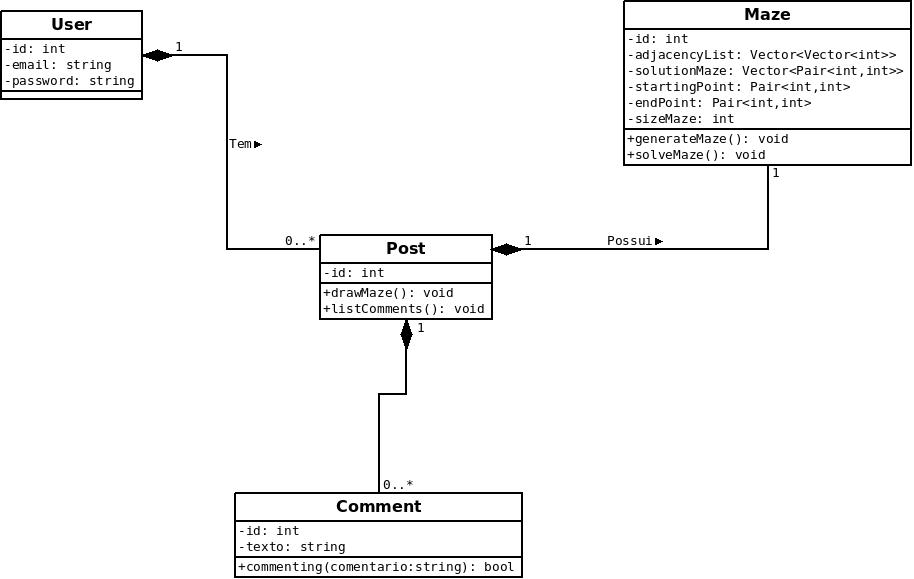 User
-id: int
-email: string
-password: string
1
Tem
0..*
Maze
-id: int
-adjacencyList: Vector<Vector<int>>
-solutionMaze: Vector<Pair<int,int>>
-startingPoint: Pair<int,int>
-endPoint: Pair<int,int>
-sizeMaze: int
+generateMaze(): void
+solveMaze(): void
1
Possui
1
Post
-id: int
+drawMaze(): void
+listComments(): void
1
0..*
Comment
-id: int
-texto: string
+commenting(comentario:string): bool